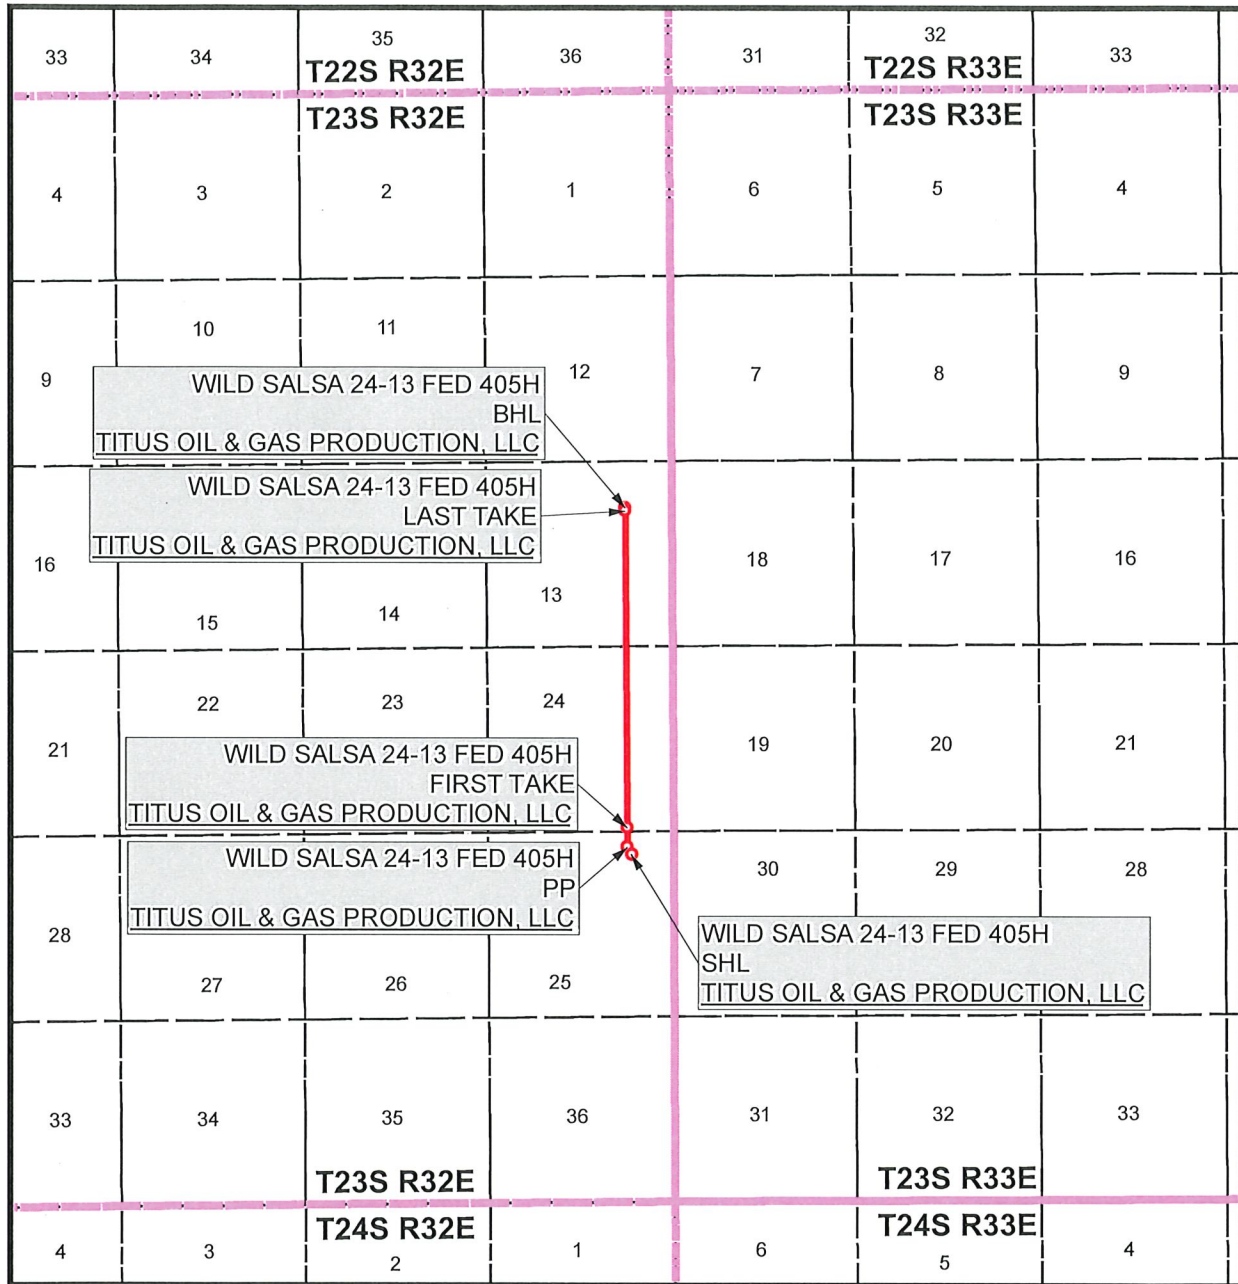 33 34 35 36 31 32 33
T22S R32E T22S R33E
T23S R32E T23S R33E
4 3 2 1 6 5 4
10 11
9 12 7 8 9
WILD SALSA 24-13 FED 405H
BHL
TITUS OIL & GAS PRODUCTION, LLC
WILD SALSA 24-13 FED 405H
LAST TAKE
TITUS OIL & GAS PRODUCTION, LLC
16 18 17 16
13
15 14
22 23 24
21 19 20 21
WILD SALSA 24-13 FED 405H
FIRST TAKE
TITUS OIL & GAS PRODUCTION, LLC
WILD SALSA 24-13 FED 405H
PP
TITUS OIL & GAS PRODUCTION, LLC
30 29 28
WILD SALSA 24-13 FED 405H
SHL
TITUS OIL & GAS PRODUCTION, LLC
28
27 26 25
33 34 35 36 31 32 33
T23S R32E T23S R33E
T24S R32E T24S R33E
4 3 2 1 6 5 4